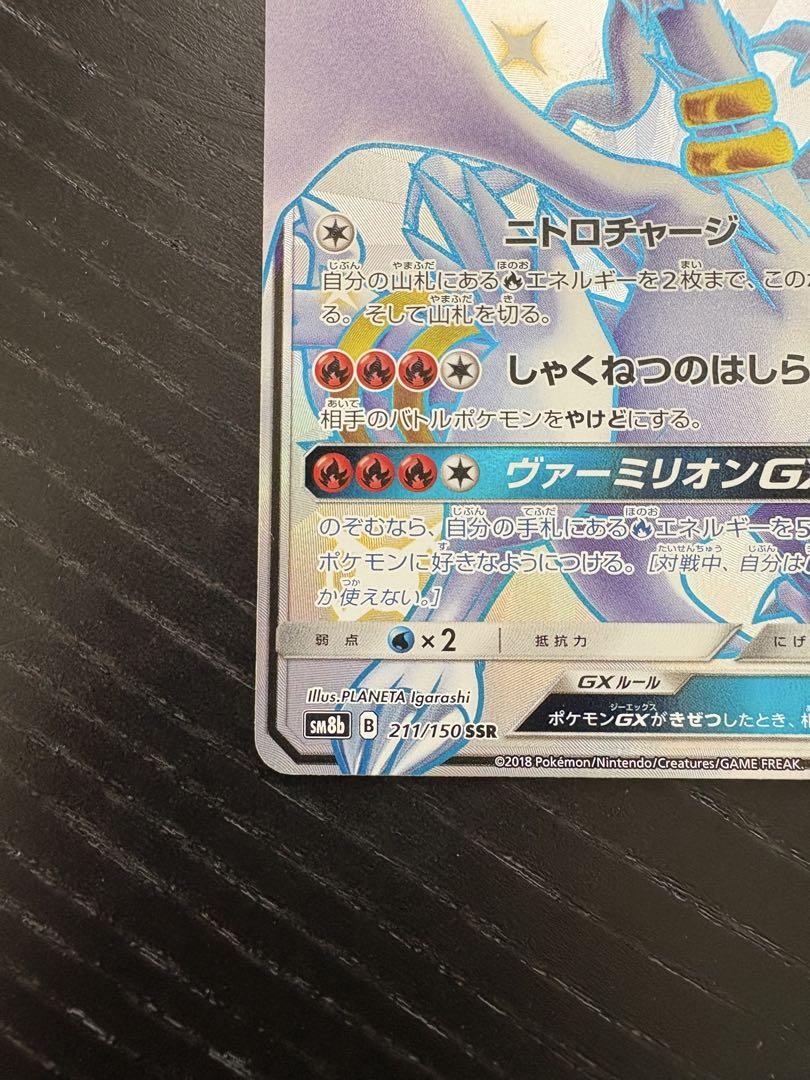 ニトロチャージ
自分の山札にある エネルギーを2枚まで、この
る。そして山札を切る。
しゃくねつのはしら
相手のバトルポケモンをやけどにする。
ヴァーミリオンGX
のぞむなら、自分の手札にある エネルギーを5
ポケモンに好きなようにつける。[対戦中、自分は
か使えない。]
弱点 ×2 抵抗力 にげ
GXルール
Illus.PLANETA Igarashi
ポケモンGXがきぜつしたとき、相
SM8b B 211/150 SSR
©2018 Pokémon/Nintendo/Creatures/GAME FREAK.